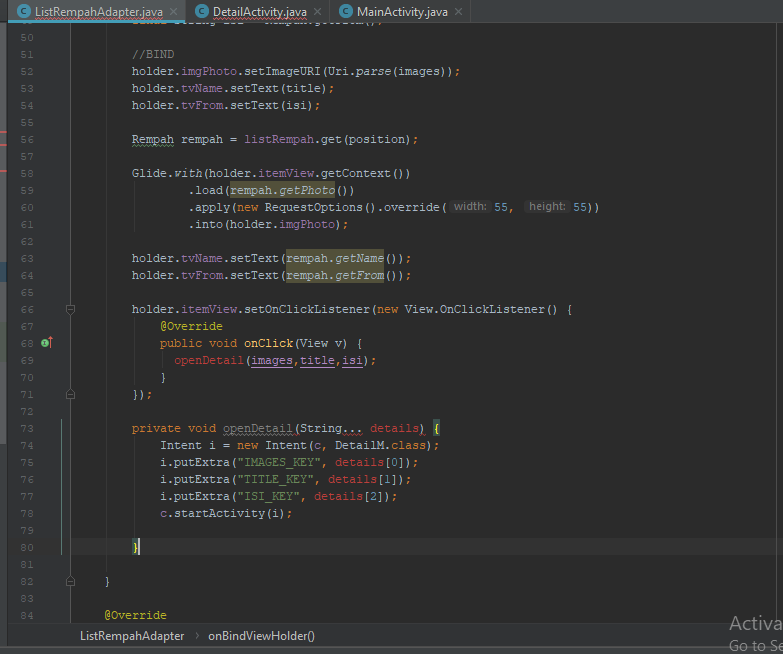 ListRempahAdapter.java × DetailActivity.java × MainActivity.java ×
50
51 //BIND
52 holder.imgPhoto.setImageURI(Uri.parse(images));
53 holder.tvName.setText(title);
54 holder.tvFrom.setText(isi);
55
56 Rempah rempah = listRempah.get(position);
57
58 Glide.with(holder.itemView.getContext())
59 .load(rempah.getPhoto())
60 .apply(new RequestOptions().override( width: 55, height: 55))
61 .into(holder.imgPhoto);
62
63 holder.tvName.setText(rempah.getName());
64 holder.tvFrom.setText(rempah.getFrom());
65
66 holder.itemView.setOnClickListener(new View.OnClickListener() {
67 @Override
68 public void onClick(View v) {
69 openDetail(images,title,isi);
70 }
71 });
72
73 private void openDetail(String... details) {
74 Intent i = new Intent(c, DetailM.class);
75 i.putExtra("IMAGES_KEY", details[0]);
76 i.putExtra("TITLE_KEY", details[1]);
77 i.putExtra("ISI_KEY", details[2]);
78 c.startActivity(i);
79
80 }
81
82 }
83
84 @Override
ListRempahAdapter › onBindViewHolder()
Activa
Go to Se